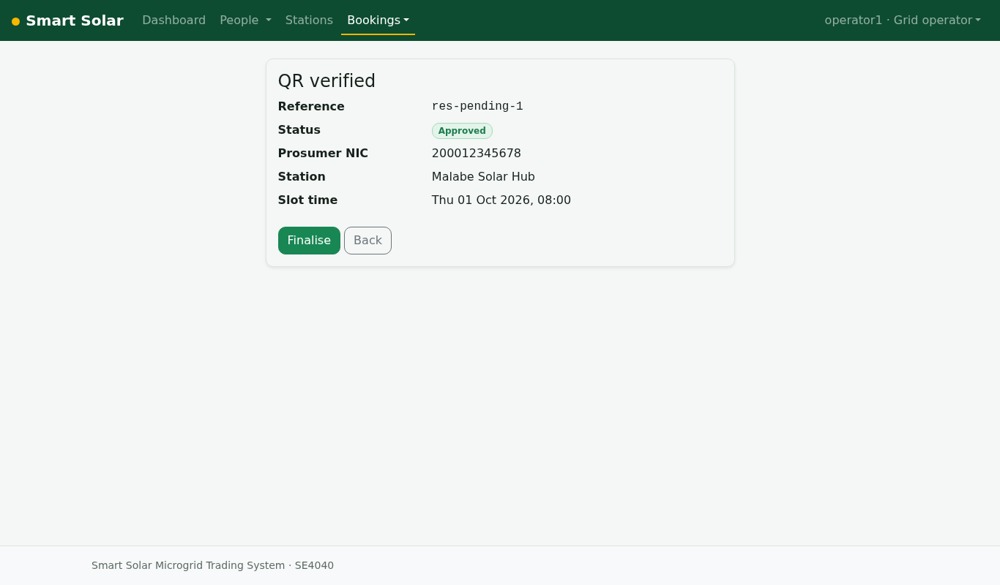 Smart Solar Dashboard People Stations Bookings operator1 · Grid operator
QR verified
Reference res-pending-1
Status Approved
Prosumer NIC 200012345678
Station Malabe Solar Hub
Slot time Thu 01 Oct 2026, 08:00
Finalise Back
Smart Solar Microgrid Trading System · SE4040